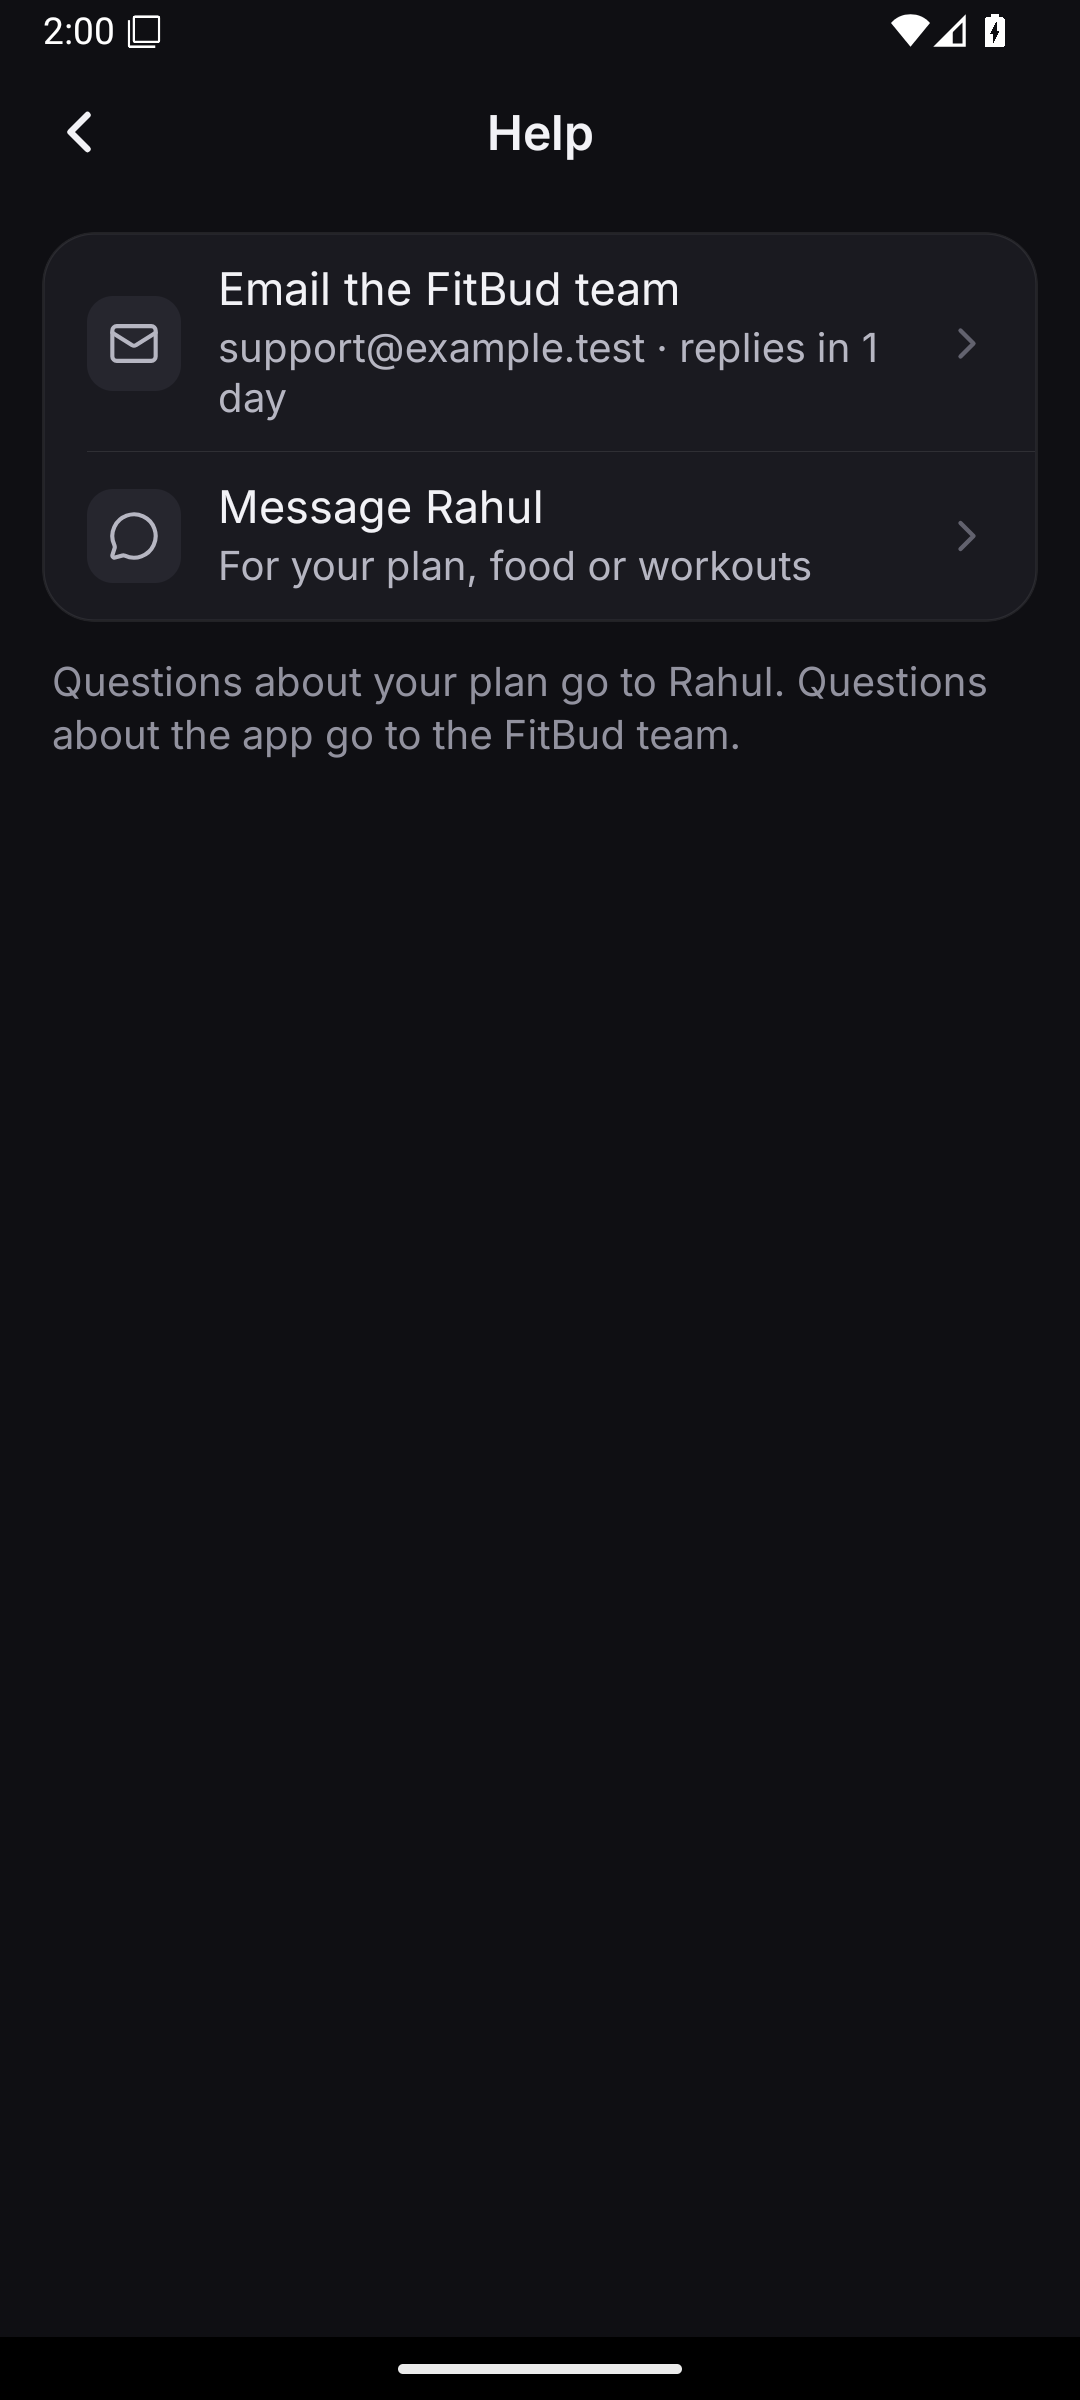 2:00
Help
Email the FitBud team
support@example.test · replies in 1
day
Message Rahul
For your plan, food or workouts
Questions about your plan go to Rahul. Questions
about the app go to the FitBud team.